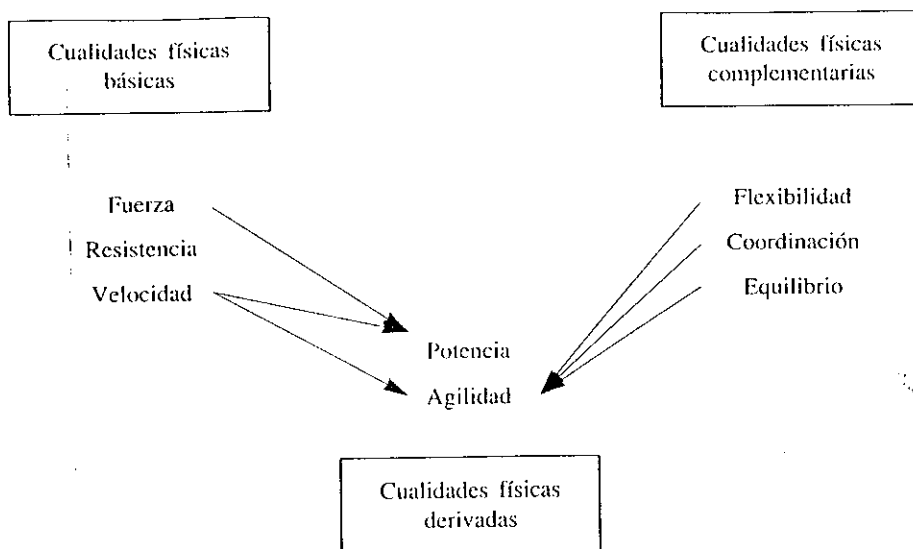 Cualidades físicas
básicas
Cualidades físicas
complementarias
Fuerza
Resistencia
Velocidad
Flexibilidad
Coordinación
Equilibrio
Potencia
Agilidad
Cualidades físicas
derivadas